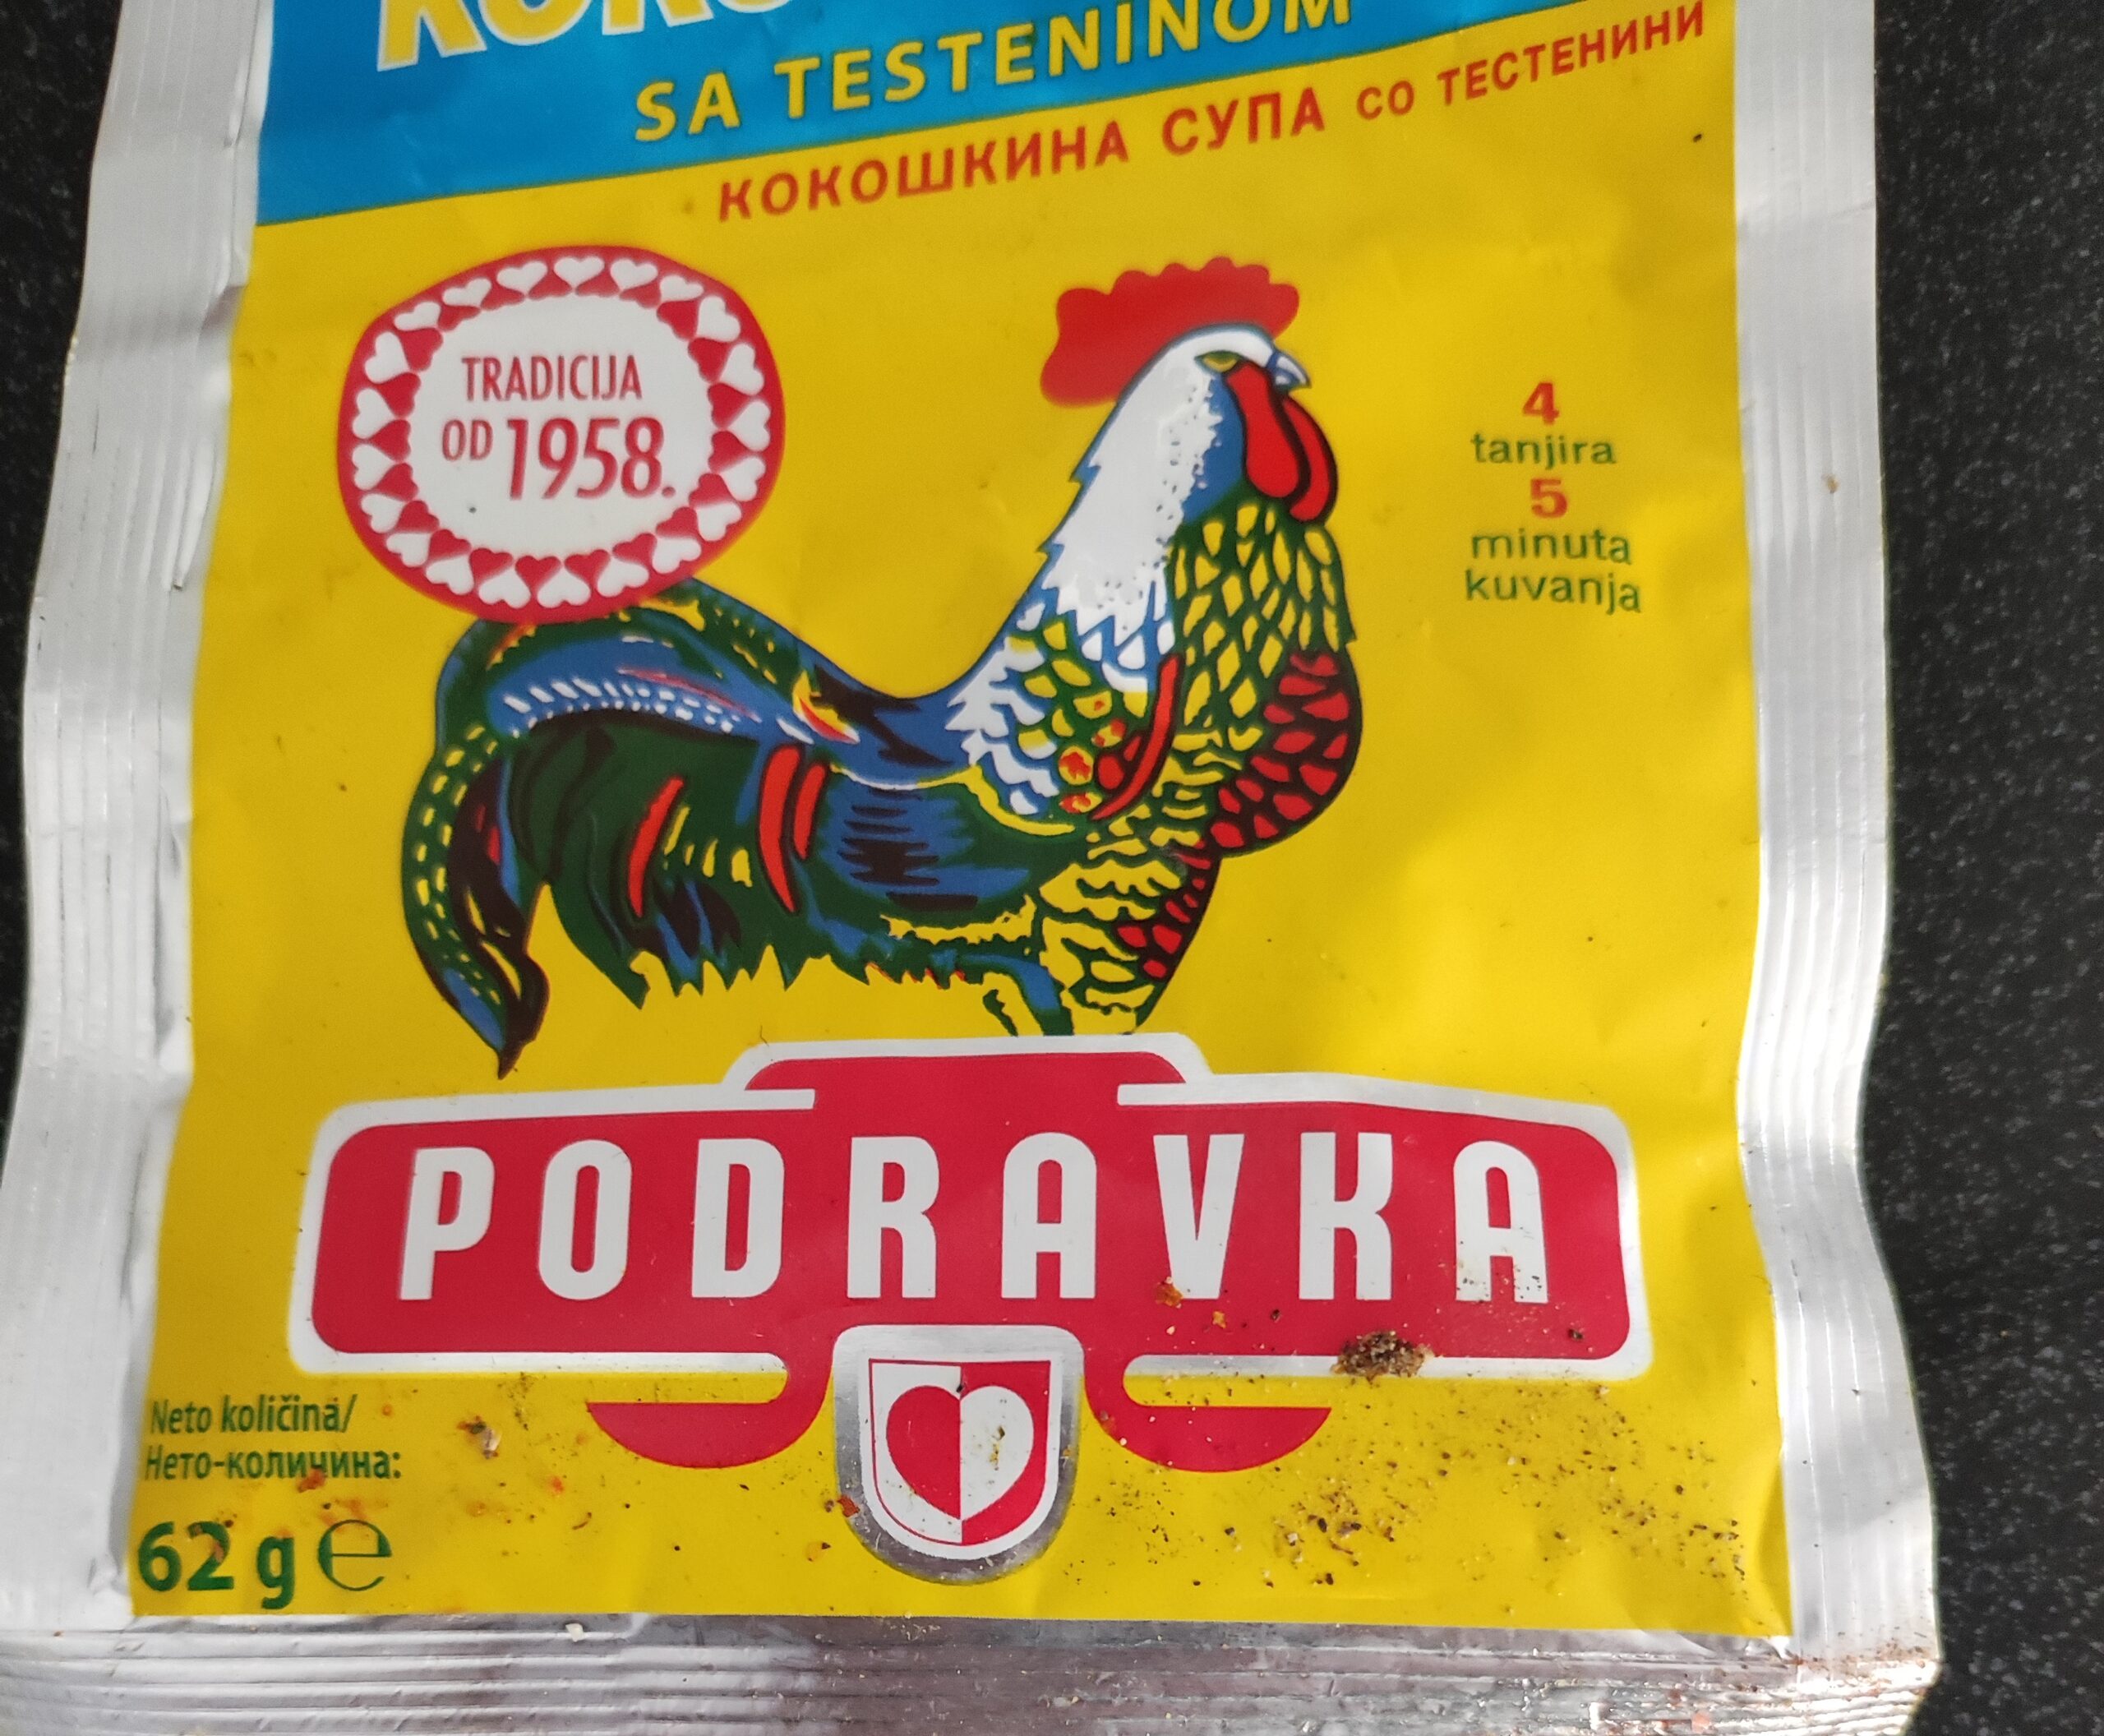 SA TESTENINOM
КОКОШКИНА СУПА СО ТЕСТЕНИНИ
TRADICIJA
OD 1958.
4
tanjira
5
minuta
kuvanja
PODRAVKA
Neto količina/
Нето-количина:
62 g ℮